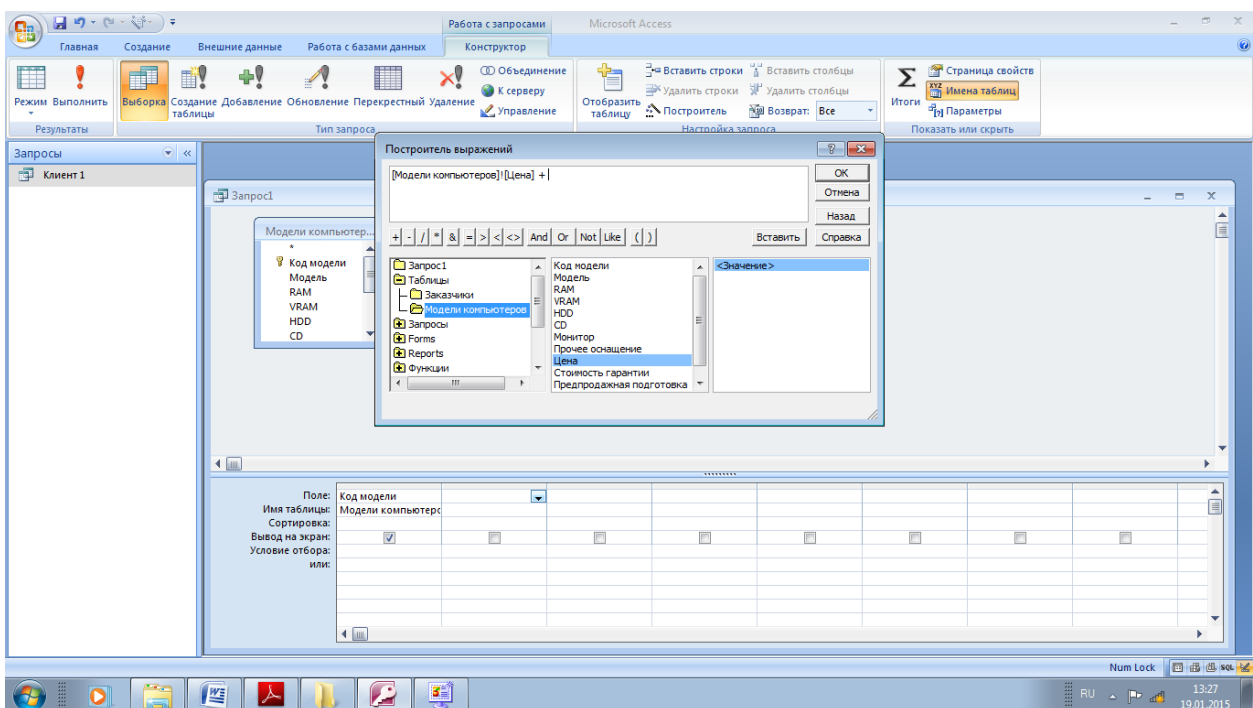 Работа с запросами
Microsoft Access
Главная
Создание
Внешние данные
Работа с базами данных
Конструктор
Режим
Выполнить
Результаты
Выборка
Создание таблицы
Добавление
Обновление
Перекрестный
Удаление
Объединение
К серверу
Управление
Тип запроса
Отобразить таблицу
Вставить строки
Удалить строки
Построитель
Вставить столбцы
Удалить столбцы
Возврат: Все
Настройка запроса
Итоги
Страница свойств
XYZ
Имена таблиц
Параметры
Показать или скрыть
Запросы
Клиент 1
Запрос1
Модели компьютер...
*
Код модели
Модель
RAM
VRAM
HDD
CD
Построитель выражений
[Модели компьютеров]![Цена] +
OK
Отмена
Назад
+ - / * & = > < <> And Or Not Like ( )
Вставить
Справка
Запрос1
Таблицы
Заказчики
Модели компьютеров
Запросы
Forms
Reports
Функции
Код модели
Модель
RAM
VRAM
HDD
CD
Монитор
Прочее оснащение
Цена
Стоимость гарантии
Предпродажная подготовка
<Значение>
Поле: Код модели
Имя таблицы: Модели компьютерс
Сортировка:
Вывод на экран:
Условие отбора:
или:
Num Lock
SQL
RU
13:27
19.01.2015